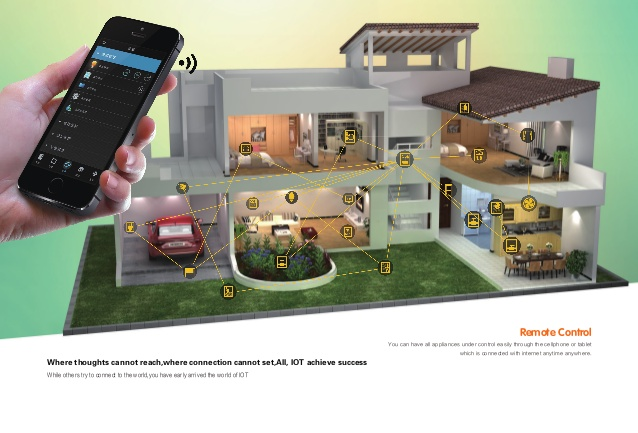 Remote Control
You can have all appliances under control easily through the cellphone or tablet
which is connected with internet anytime anywhere.
Where thoughts cannot reach,where connection cannot set,All, IOT achieve success
While others try to connect to the world,you have early arrived the world of IOT